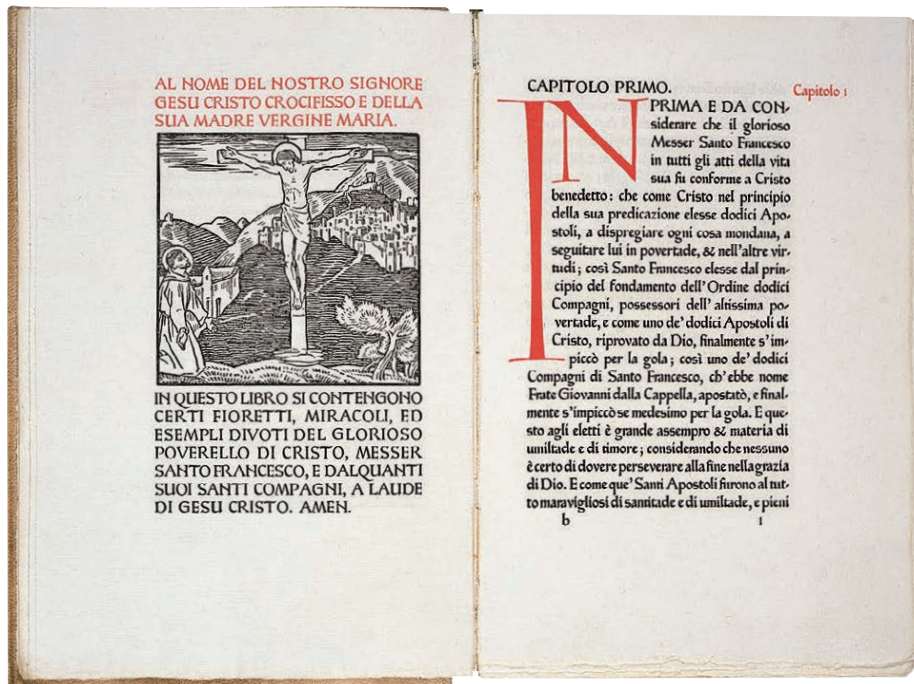 AL NOME DEL NOSTRO SIGNORE
GESU CRISTO CROCIFISSO E DELLA
SUA MADRE VERGINE MARIA.
IN QUESTO LIBRO SI CONTENGONO
CERTI FIORETTI, MIRACOLI, ED
ESEMPLI DIVOTI DEL GLORIOSO
POVERELLO DI CRISTO, MESSER
SANTO FRANCESCO, E DALQUANTI
SUOI SANTI COMPAGNI, A LAUDE
DI GESU CRISTO. AMEN.
CAPITOLO PRIMO.
Capitolo 1
IN PRIMA E DA CON-
siderare che il glorioso
Messer Santo Francesco
in tutti gli atti della vita
sua fu conforme a Cristo
benedetto: che come Cristo nel principio
della sua predicazione elesse dodici Apo-
stoli, a dispregiare ogni cosa mondana, a
seguitare lui in povertade, & nell'altre vir-
tudi; così Santo Francesco elesse dal prin-
cipio del fondamento dell'Ordine dodici
Compagni, possessori dell'altissima po-
vertade, e come uno de' dodici Apostoli di
Cristo, riprovato da Dio, finalmente s'im-
piccò per la gola; così uno de' dodici
Compagni di Santo Francesco, ch'ebbe nome
Frate Giovanni dalla Cappella, apostatò, e final-
mente s'impiccò se medesimo per la gola. E que-
sto agli eletti è grande assempro & materia di
umiltade e di timore; considerando che nessuno
è certo di dovere perseverare alla fine nella grazia
di Dio. E come que' Santi Apostoli furono al tut-
to maravigliosi di santitade e di umiltade, e pieni
b 1